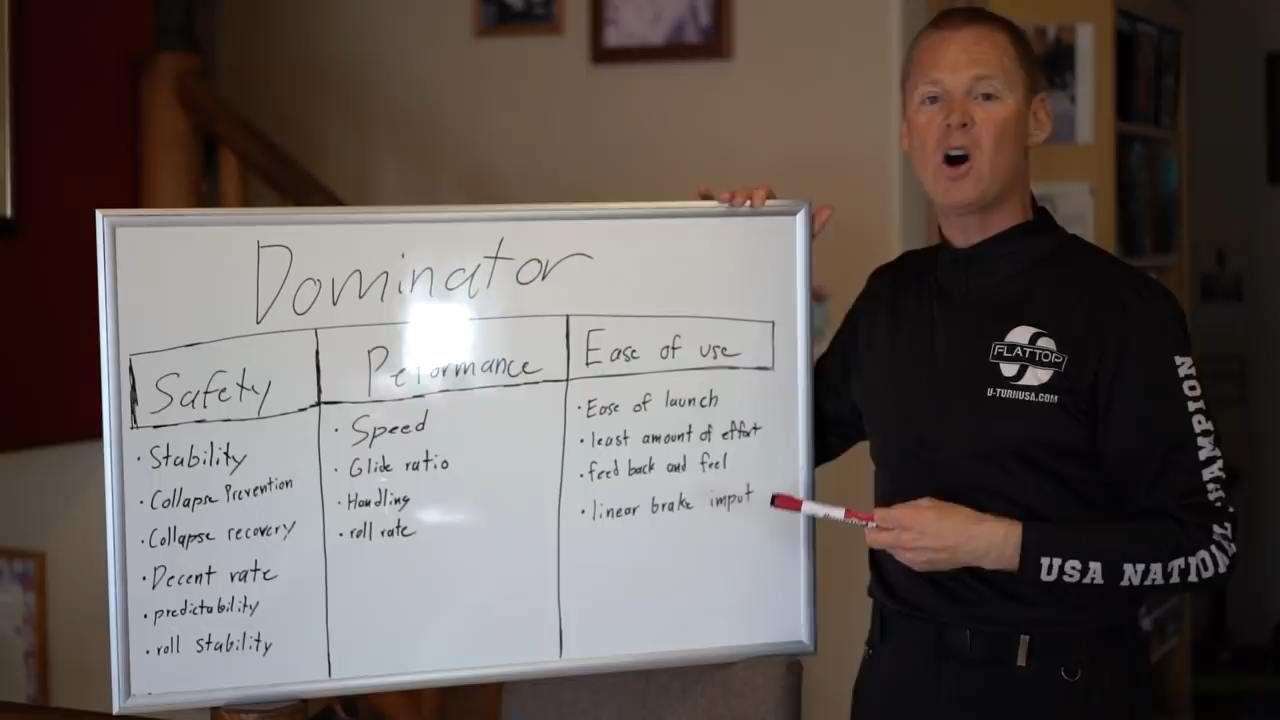 Dominator
Safety
Performance
Ease of use
• Stability
• Collapse Prevention
• Collapse recovery
• Decent rate
• predictability
• roll stability
• Speed
• Glide ratio
• Handling
• roll rate
• Ease of launch
• least amount of effort
• feed back and feel
• linear brake imput
FLATTOP
U-TURNUSA.COM
USA NATIONAL CHAMPION